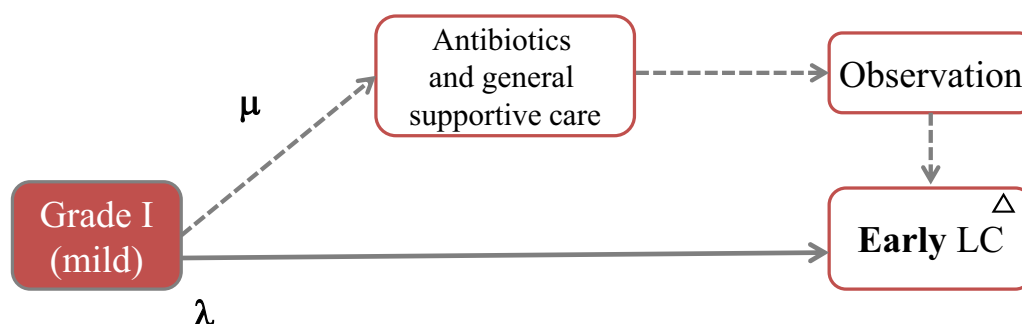 Antibiotics
and general
supportive care
Observation
μ
Grade I
(mild)
△
Early LC
λ